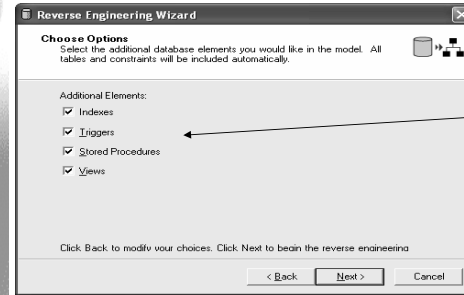 Reverse Engineering Wizard
Choose Options
Select the additional database elements you would like in the model. All
tables and constraints will be included automatically.
Additional Elements:
Indexes
Triggers
Stored Procedures
Views
Click Back to modify your choices. Click Next to begin the reverse engineering
< Back Next > Cancel